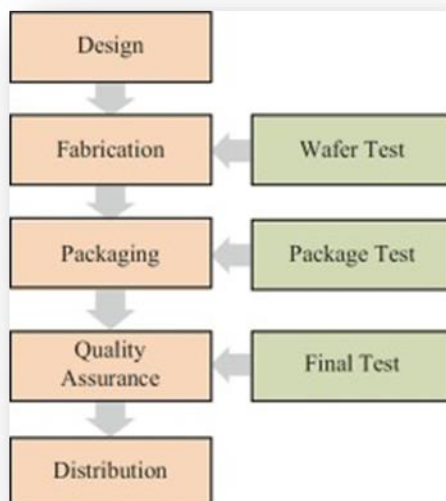 Design
Fabrication
Wafer Test
Packaging
Package Test
Quality
Assurance
Final Test
Distribution